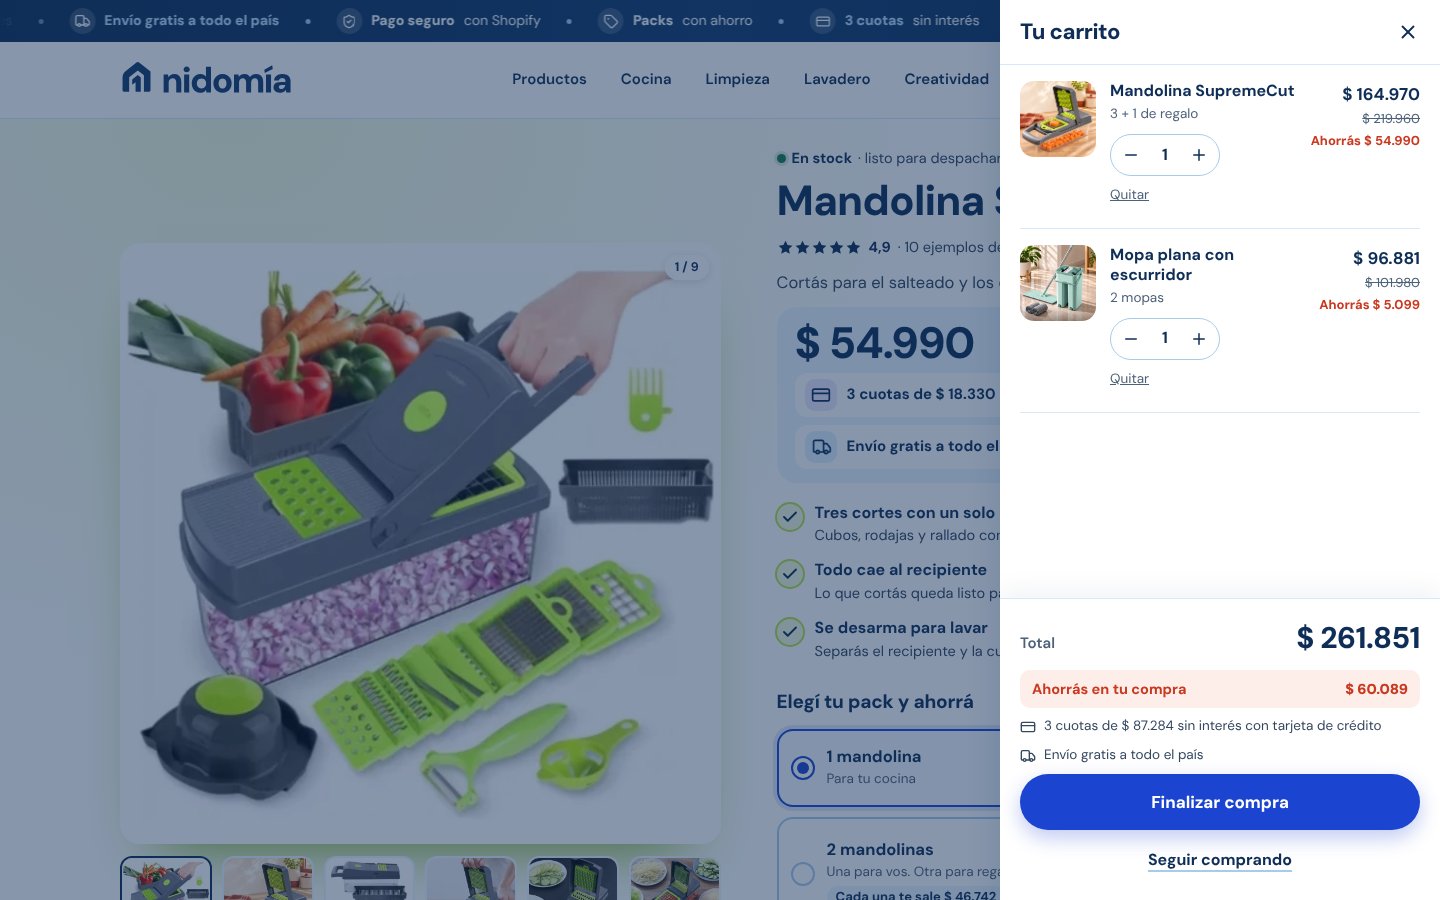 Envío gratis a todo el país • Pago seguro con Shopify • Packs con ahorro • 3 cuotas sin interés
nidomía
Productos Cocina Limpieza Lavadero Creatividad
1 / 9
En stock · listo para despachar
Mandolina
4,9 · 10 ejemplos de
Cortás para el salteado y los
$ 54.990
3 cuotas de $ 18.330
Envío gratis a todo el
Tres cortes con un solo
Cubos, rodajas y rallado
Todo cae al recipiente
Lo que cortás queda listo
Se desarma para lavar
Separás el recipiente y la
Elegí tu pack y ahorrá
1 mandolina
Para tu cocina
2 mandolinas
Una para vos. Otra para
Cada una te sale $ 46.742
Tu carrito
Mandolina SupremeCut
3 + 1 de regalo
$ 164.970
$ 219.960
Ahorrás $ 54.990
1
Quitar
Mopa plana con
escurridor
2 mopas
$ 96.881
$ 101.980
Ahorrás $ 5.099
1
Quitar
Total $ 261.851
Ahorrás en tu compra $ 60.089
3 cuotas de $ 87.284 sin interés con tarjeta de crédito
Envío gratis a todo el país
Finalizar compra
Seguir comprando